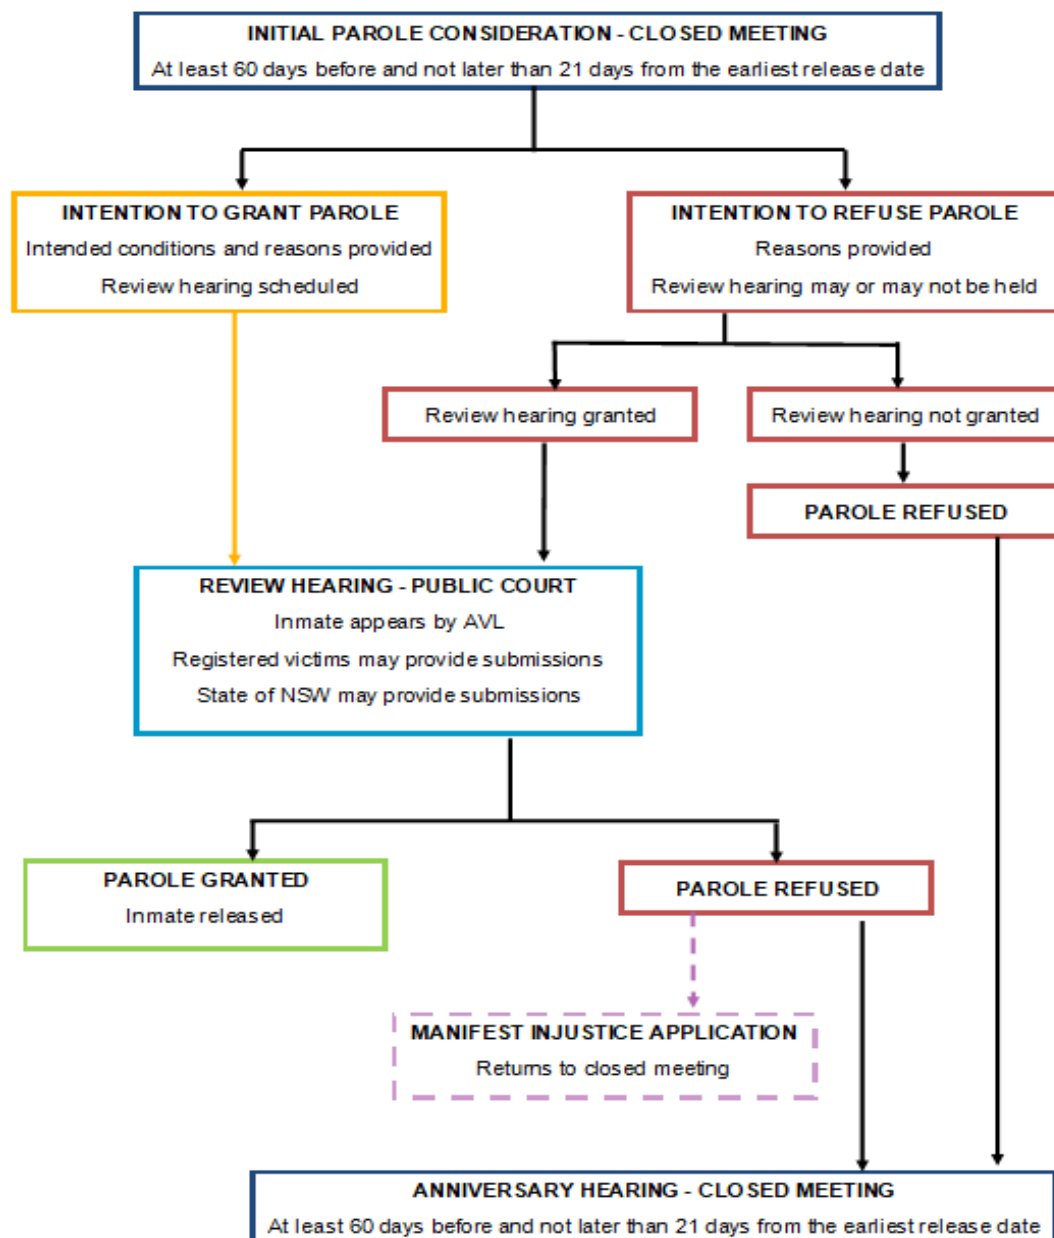 INITIAL PAROLE CONSIDERATION - CLOSED MEETING
At least 60 days before and not later than 21 days from the earliest release date
INTENTION TO GRANT PAROLE
Intended conditions and reasons provided
Review hearing scheduled
INTENTION TO REFUSE PAROLE
Reasons provided
Review hearing may or may not be held
Review hearing granted
Review hearing not granted
PAROLE REFUSED
REVIEW HEARING - PUBLIC COURT
Inmate appears by AVL
Registered victims may provide submissions
State of NSW may provide submissions
PAROLE GRANTED
Inmate released
PAROLE REFUSED
MANIFEST INJUSTICE APPLICATION
Returns to closed meeting
ANNIVERSARY HEARING - CLOSED MEETING
At least 60 days before and not later than 21 days from the earliest release date